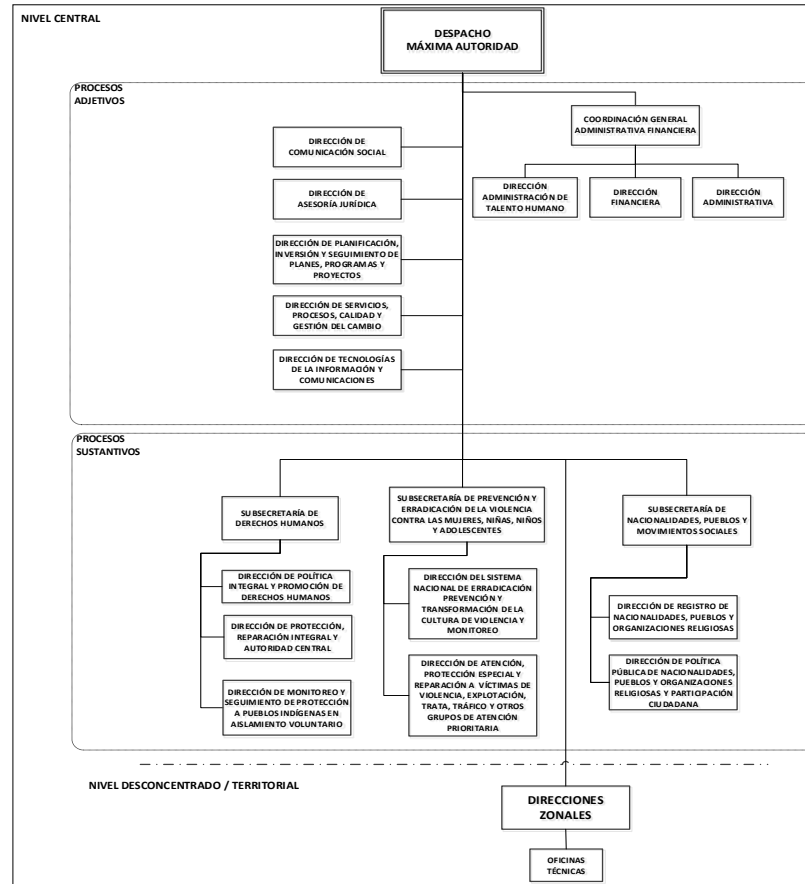 NIVEL CENTRAL
DESPACHO
MÁXIMA AUTORIDAD
PROCESOS
ADJETIVOS
COORDINACIÓN GENERAL
ADMINISTRATIVA FINANCIERA
DIRECCIÓN DE
COMUNICACIÓN SOCIAL
DIRECCIÓN
ADMINISTRACIÓN DE
TALENTO HUMANO
DIRECCIÓN
FINANCIERA
DIRECCIÓN
ADMINISTRATIVA
DIRECCIÓN DE
ASESORÍA JURÍDICA
DIRECCIÓN DE PLANIFICACIÓN,
INVERSIÓN Y SEGUIMIENTO DE
PLANES, PROGRAMAS Y
PROYECTOS
DIRECCIÓN DE SERVICIOS,
PROCESOS, CALIDAD Y
GESTIÓN DEL CAMBIO
DIRECCIÓN DE TECNOLOGÍAS
DE LA INFORMACIÓN Y
COMUNICACIONES
PROCESOS
SUSTANTIVOS
SUBSECRETARÍA DE
DERECHOS HUMANOS
SUBSECRETARÍA DE PREVENCIÓN Y
ERRADICACIÓN DE LA VIOLENCIA
CONTRA LAS MUJERES, NIÑAS, NIÑOS
Y ADOLESCENTES
SUBSECRETARÍA DE
NACIONALIDADES, PUEBLOS Y
MOVIMIENTOS SOCIALES
DIRECCIÓN DE POLÍTICA
INTEGRAL Y PROMOCIÓN DE
DERECHOS HUMANOS
DIRECCIÓN DEL SISTEMA
NACIONAL DE ERRADICACIÓN
PREVENCIÓN Y
TRANSFORMACIÓN DE LA
CULTURA DE VIOLENCIA Y
MONITOREO
DIRECCIÓN DE REGISTRO DE
NACIONALIDADES, PUEBLOS Y
ORGANIZACIONES RELIGIOSAS
DIRECCIÓN DE PROTECCIÓN,
REPARACIÓN INTEGRAL Y
AUTORIDAD CENTRAL
DIRECCIÓN DE ATENCIÓN,
PROTECCIÓN ESPECIAL Y
REPARACIÓN A VÍCTIMAS DE
VIOLENCIA, EXPLOTACIÓN,
TRATA, TRÁFICO Y OTROS
GRUPOS DE ATENCIÓN
PRIORITARIA
DIRECCIÓN DE POLÍTICA
PÚBLICA DE NACIONALIDADES,
PUEBLOS Y ORGANIZACIONES
RELIGIOSAS Y PARTICIPACIÓN
CIUDADANA
DIRECCIÓN DE MONITOREO Y
SEGUIMIENTO DE PROTECCIÓN
A PUEBLOS INDÍGENAS EN
AISLAMIENTO VOLUNTARIO
NIVEL DESCONCENTRADO / TERRITORIAL
DIRECCIONES
ZONALES
OFICINAS
TÉCNICAS